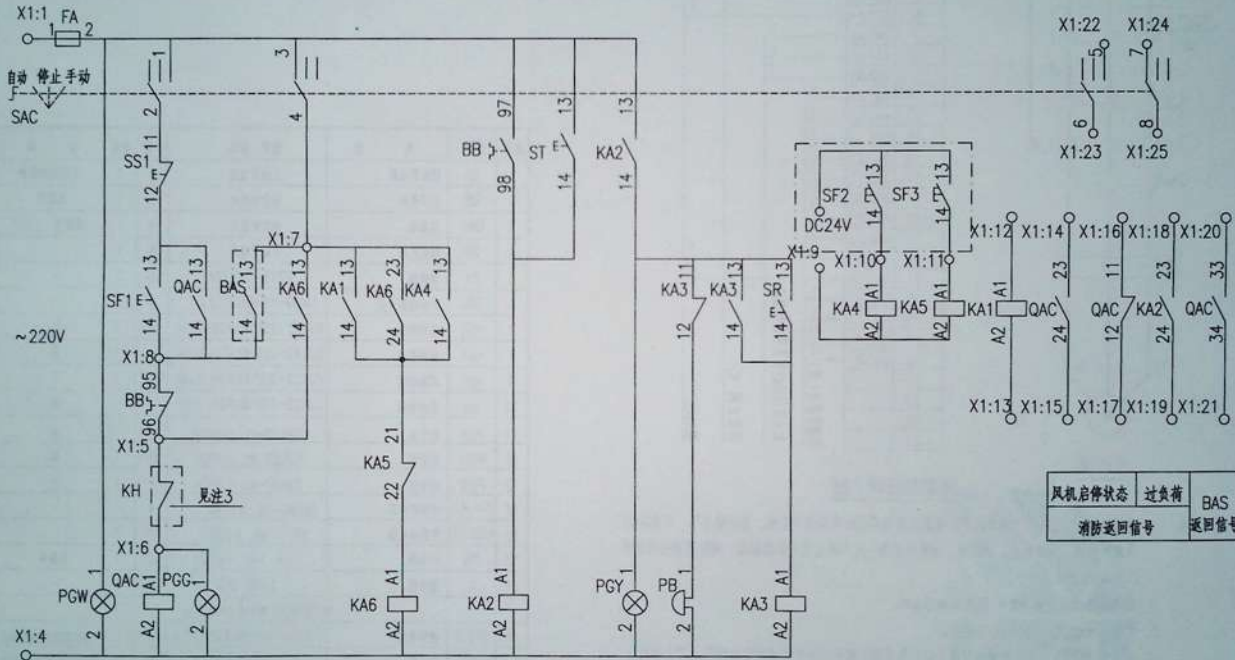 X1:1 FA
1 2
自动 停止 手动
SAC
1
2
3
4
11
SS1
12
X1:7
13 13 13 13 13 23 13
SF1 QAC BAS KA6 KA1 KA6 KA4
14 14 14 14 14 24 14
~220V
X1:8
95
BB
96
X1:5
KH 见注3
X1:6
21
KA5
22
97
BB
98
13
ST
14
13
KA2
14
11 13 13
KA3 KA3 SR
12 14 14
13 13
SF2 SF3
14 14
DC24V
X1:9 X1:10 X1:11
A1 A1
KA4 KA5
A2 A2
X1:22 X1:24
5 7
6 8
X1:23 X1:25
X1:12 X1:14 X1:16 X1:18 X1:20
A1 23 11 23 33
KA1 QAC QAC KA2 QAC
A2 24 12 24 34
X1:13 X1:15 X1:17 X1:19 X1:21
风机启停状态 过负荷 BAS
消防返回信号 返回信号
1 A1 1 A1 A1 1 1 A1
PGW QAC PGG KA6 KA2 PGY PB KA3
2 A2 2 A2 A2 2 2 A2
X1:4